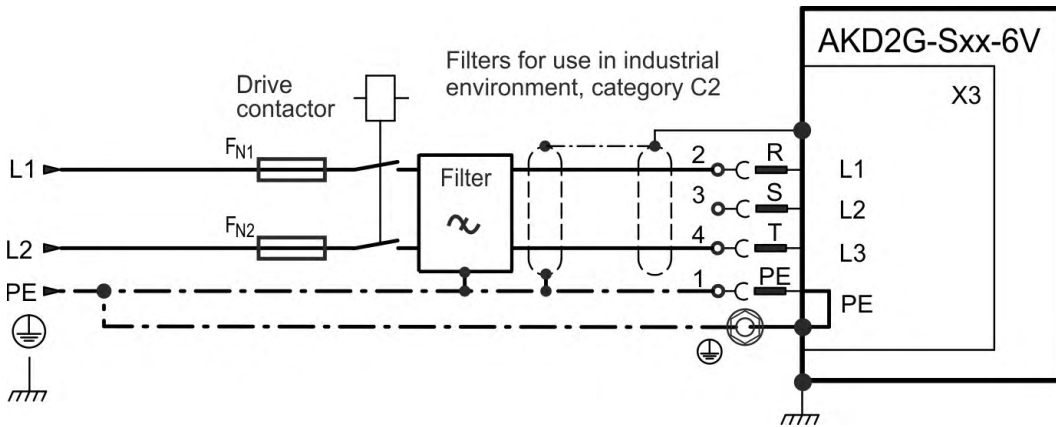 AKD2G-Sxx-6V
Filters for use in industrial
environment, category C2
Drive
contactor
X3
FN1
L1
Filter
2
R
L1
3
S
L2
FN2
L2
4
T
L3
PE
1
PE
PE